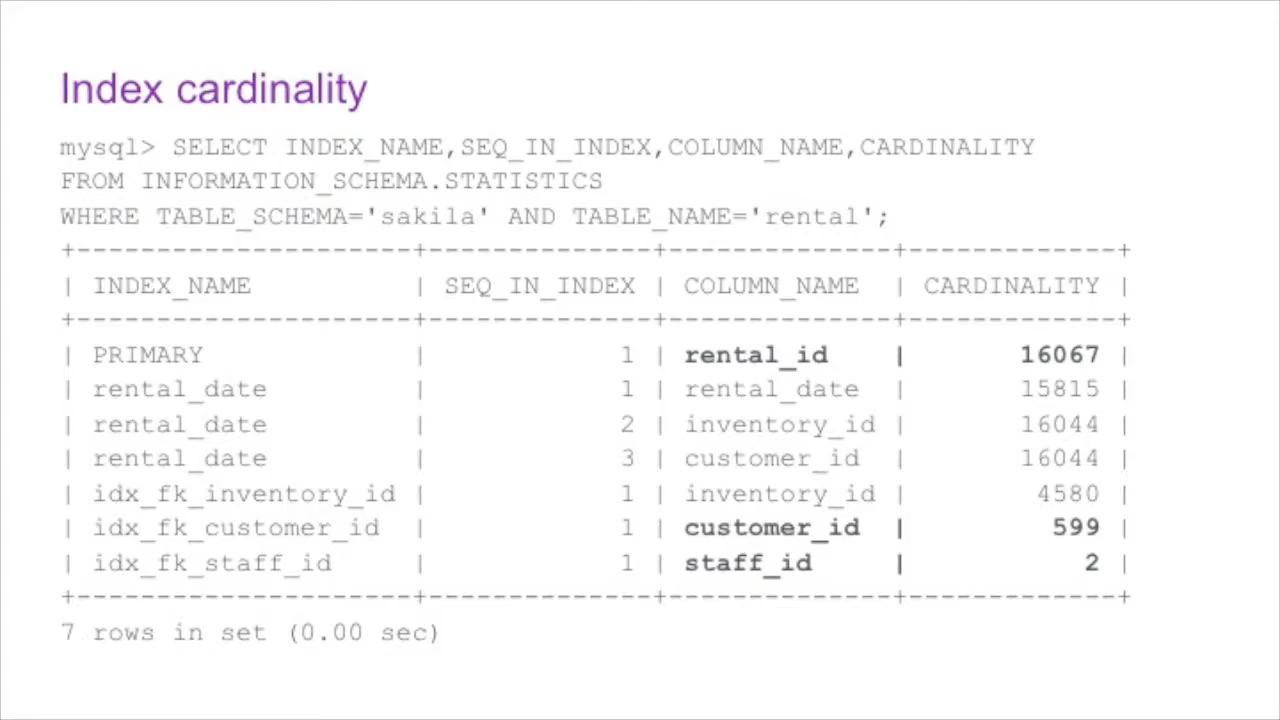 Index cardinality
mysql> SELECT INDEX_NAME,SEQ_IN_INDEX,COLUMN_NAME,CARDINALITY
FROM INFORMATION_SCHEMA.STATISTICS
WHERE TABLE_SCHEMA='sakila' AND TABLE_NAME='rental';
+---------------------+--------------+--------------+-------------+
| INDEX_NAME          | SEQ_IN_INDEX | COLUMN_NAME  | CARDINALITY |
+---------------------+--------------+--------------+-------------+
| PRIMARY             |            1 | rental_id    |       16067 |
| rental_date         |            1 | rental_date  |       15815 |
| rental_date         |            2 | inventory_id |       16044 |
| rental_date         |            3 | customer_id  |       16044 |
| idx_fk_inventory_id |            1 | inventory_id |        4580 |
| idx_fk_customer_id  |            1 | customer_id  |         599 |
| idx_fk_staff_id     |            1 | staff_id     |           2 |
+---------------------+--------------+--------------+-------------+
7 rows in set (0.00 sec)